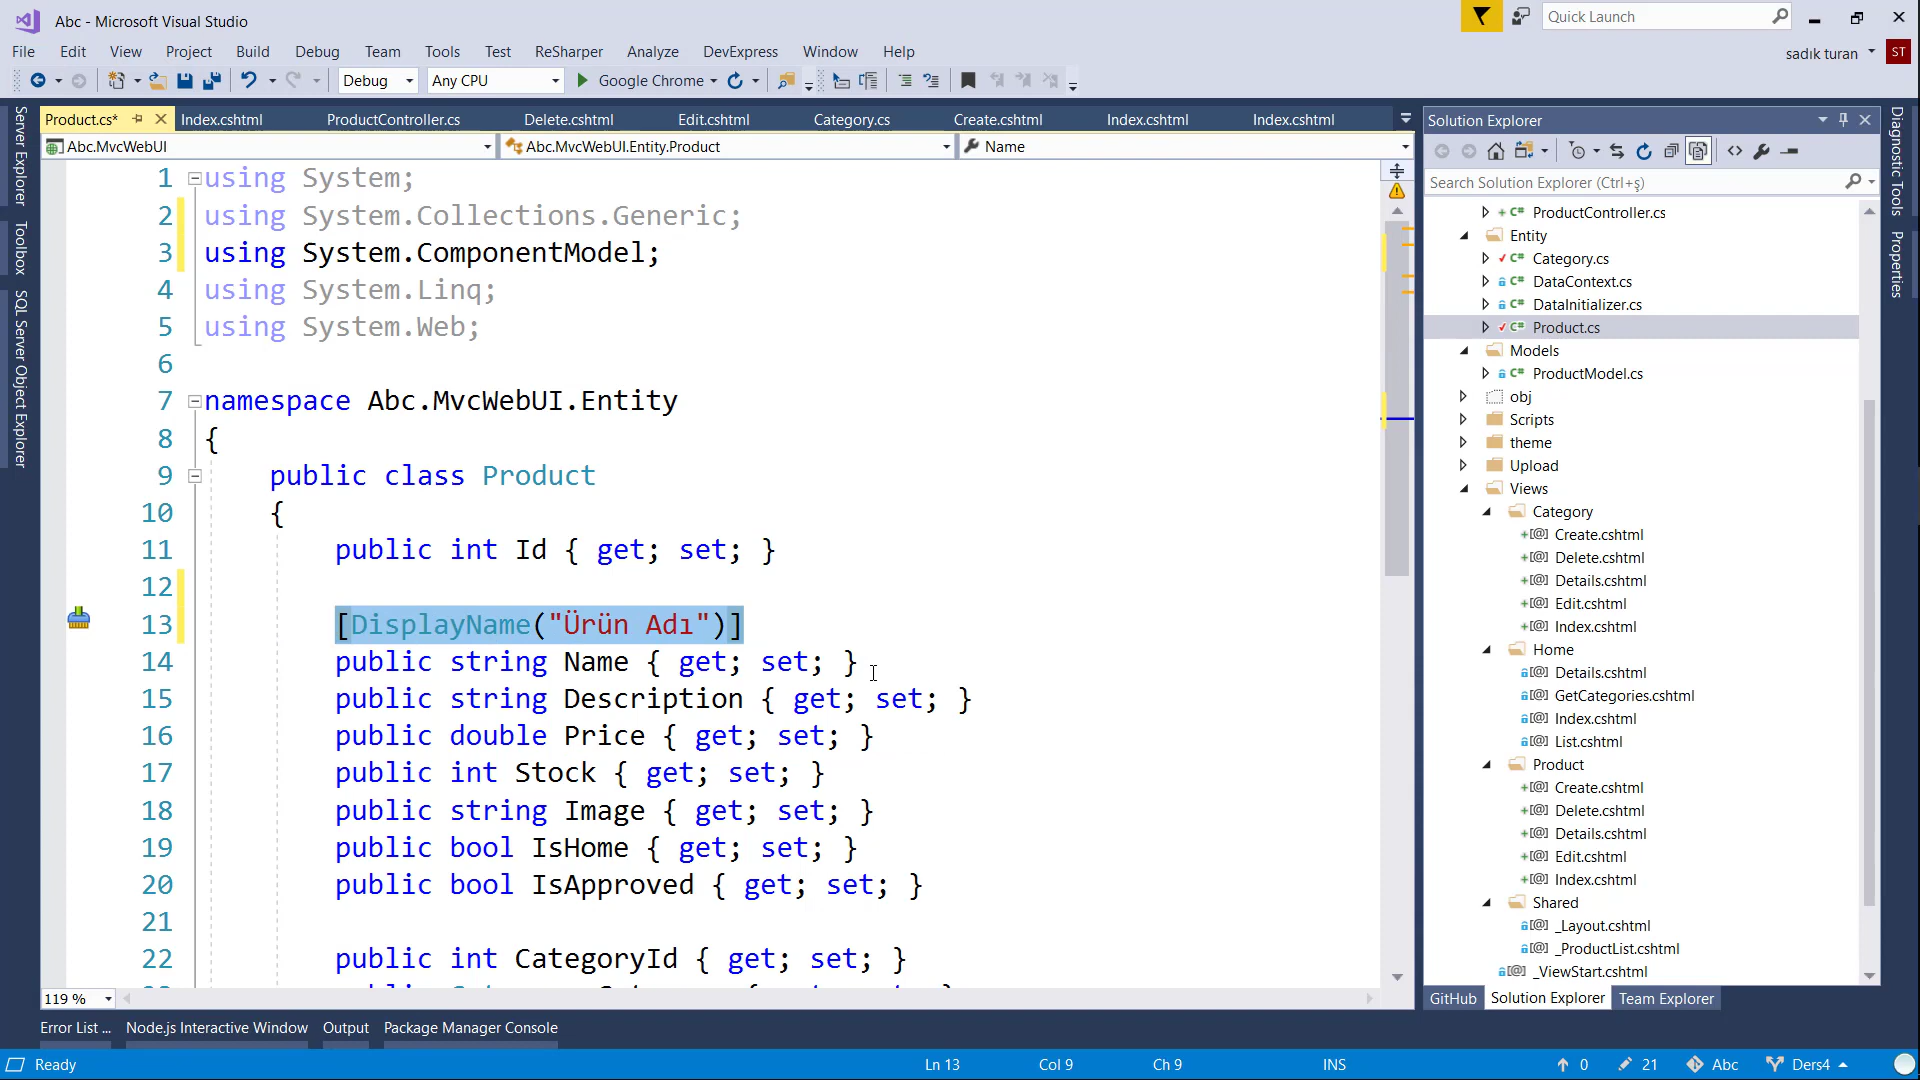 Abc - Microsoft Visual Studio
Quick Launch
File Edit View Project Build Debug Team Tools Test ReSharper Analyze DevExpress Window Help
sadık turan ST
Debug Any CPU Google Chrome
Server Explorer
Toolbox
SQL Server Object Explorer
Product.cs* Index.cshtml ProductController.cs Delete.cshtml Edit.cshtml Category.cs Create.cshtml Index.cshtml Index.cshtml
Abc.MvcWebUI Abc.MvcWebUI.Entity.Product Name
1 using System;
2 using System.Collections.Generic;
3 using System.ComponentModel;
4 using System.Linq;
5 using System.Web;
6
7 namespace Abc.MvcWebUI.Entity
8 {
9 public class Product
10 {
11 public int Id { get; set; }
12
13 [DisplayName("Ürün Adı")]
14 public string Name { get; set; }
15 public string Description { get; set; }
16 public double Price { get; set; }
17 public int Stock { get; set; }
18 public string Image { get; set; }
19 public bool IsHome { get; set; }
20 public bool IsApproved { get; set; }
21
22 public int CategoryId { get; set; }
119 %
Solution Explorer
Search Solution Explorer (Ctrl+ş)
C# ProductController.cs
Entity
C# Category.cs
C# DataContext.cs
C# DataInitializer.cs
C# Product.cs
Models
C# ProductModel.cs
obj
Scripts
theme
Upload
Views
Category
Create.cshtml
Delete.cshtml
Details.cshtml
Edit.cshtml
Index.cshtml
Home
Details.cshtml
GetCategories.cshtml
Index.cshtml
List.cshtml
Product
Create.cshtml
Delete.cshtml
Details.cshtml
Edit.cshtml
Index.cshtml
Shared
_Layout.cshtml
_ProductList.cshtml
_ViewStart.cshtml
GitHub Solution Explorer Team Explorer
Diagnostic Tools
Properties
Error List ... Node.js Interactive Window Output Package Manager Console
Ready Ln 13 Col 9 Ch 9 INS 0 21 Abc Ders4